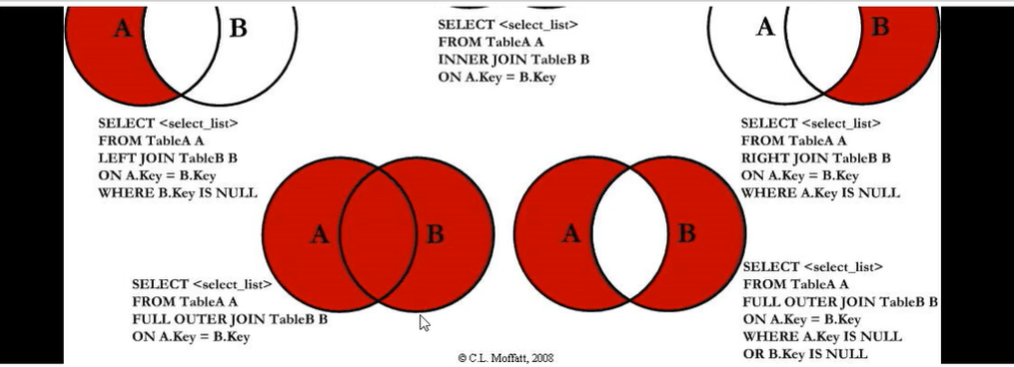 A
B
SELECT <select_list>
FROM TableA A
INNER JOIN TableB B
ON A.Key = B.Key
A
B
SELECT <select_list>
FROM TableA A
LEFT JOIN TableB B
ON A.Key = B.Key
WHERE B.Key IS NULL
SELECT <select_list>
FROM TableA A
RIGHT JOIN TableB B
ON A.Key = B.Key
WHERE A.Key IS NULL
A
B
A
B
SELECT <select_list>
FROM TableA A
FULL OUTER JOIN TableB B
ON A.Key = B.Key
SELECT <select_list>
FROM TableA A
FULL OUTER JOIN TableB B
ON A.Key = B.Key
WHERE A.Key IS NULL
OR B.Key IS NULL
© C.L. Moffatt, 2008